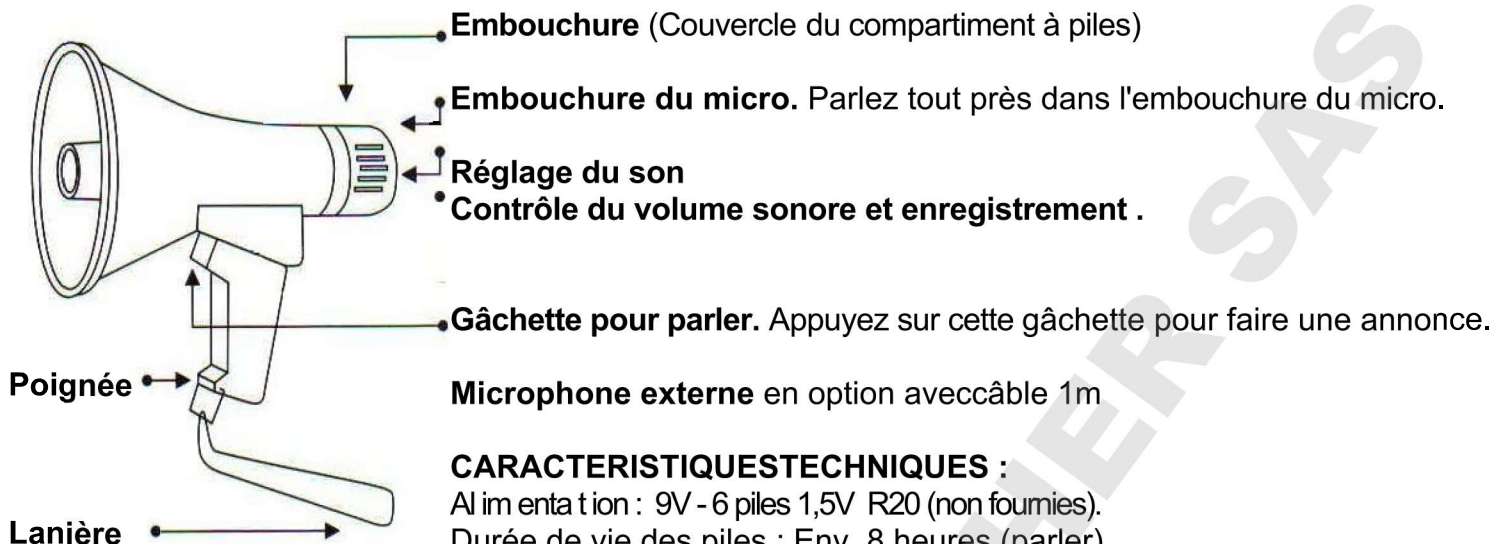 Embouchure (Couvercle du compartiment à piles)
Embouchure du micro. Parlez tout près dans l'embouchure du micro.
Réglage du son
Contrôle du volume sonore et enregistrement .
Gâchette pour parler. Appuyez sur cette gâchette pour faire une annonce.
Poignée
Microphone externe en option aveccâble 1m
CARACTERISTIQUESTECHNIQUES :
Al im enta t ion : 9V - 6 piles 1,5V R20 (non fournies).
Lanière
Durée de vie des piles : Env. 8 heures (parler)
HER SAS